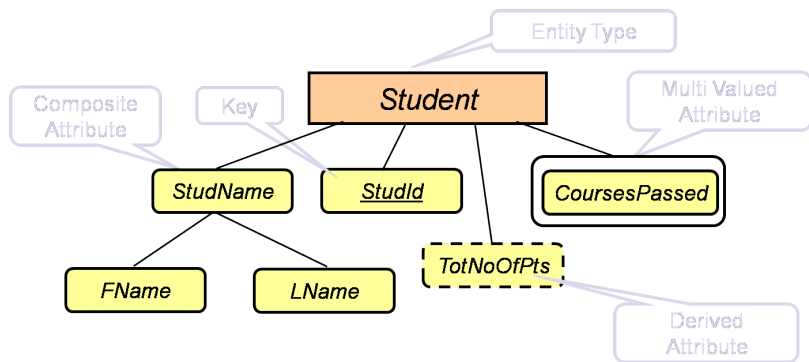 Entity Type
Student
Multi Valued
Attribute
Composite
Attribute
Key
StudName
StudId
CoursesPassed
TotNoOfPts
FName
LName
Derived
Attribute